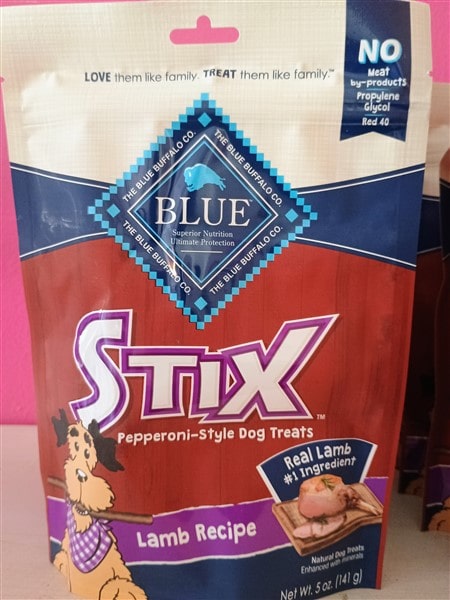 LOVE them like family. TREAT them like family.™
NO
Meat
by-products
Propylene
Glycol
Red 40
THE BLUE BUFFALO CO.
THE BLUE BUFFALO CO.
BLUE™
Superior Nutrition
Ultimate Protection
THE BLUE BUFFALO CO.
THE BLUE BUFFALO CO.
STIX™
Pepperoni-Style Dog Treats
Real Lamb
#1 Ingredient
Lamb Recipe
Natural Dog Treats
Enhanced with minerals
Net Wt. 5 oz. (141 g)